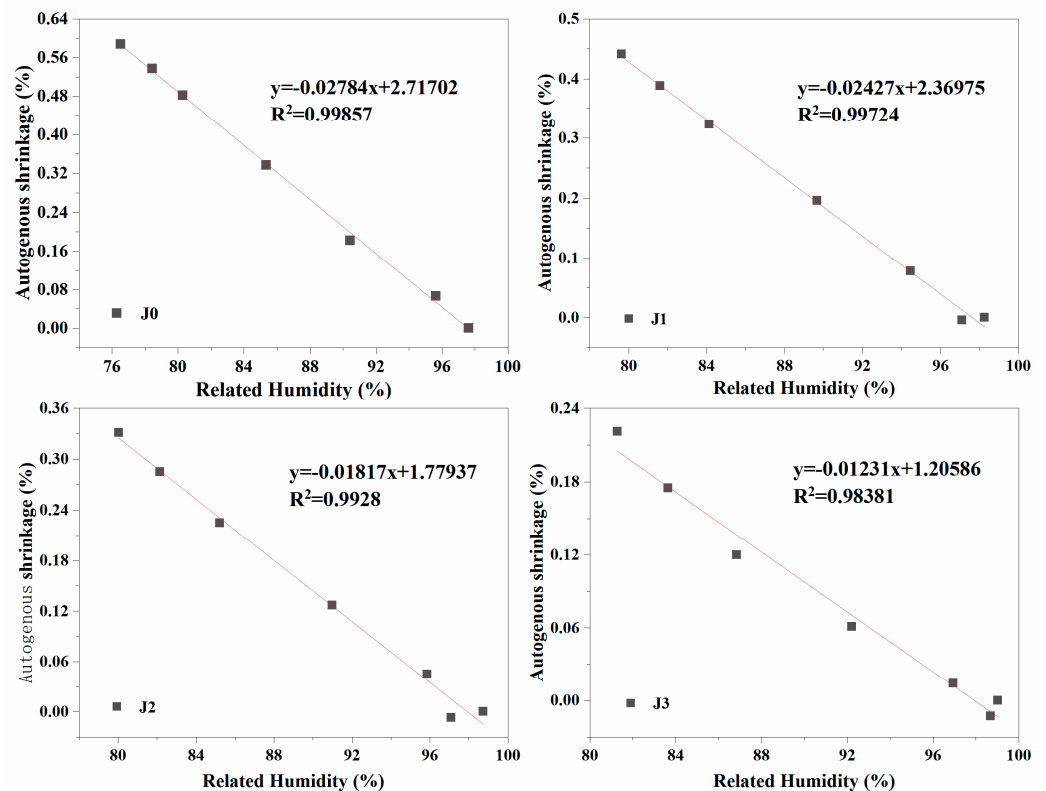 0.64
0.56
0.48
0.40
0.32
0.24
0.16
0.08
0.00
Autogenous shrinkage (%)
y=-0.02784x+2.71702
R²=0.99857
J0
76 80 84 88 92 96 100
Related Humidity (%)
0.5
0.4
0.3
0.2
0.1
0.0
Autogenous shrinkage (%)
y=-0.02427x+2.36975
R²=0.99724
J1
80 84 88 92 96 100
Related Humidity (%)
0.36
0.30
0.24
0.18
0.12
0.06
0.00
Autogenous shrinkage (%)
y=-0.01817x+1.77937
R²=0.9928
J2
80 84 88 92 96 100
Related Humidity (%)
0.24
0.18
0.12
0.06
0.00
Autogenous shrinkage (%)
y=-0.01231x+1.20586
R²=0.98381
J3
80 84 88 92 96 100
Related Humidity (%)